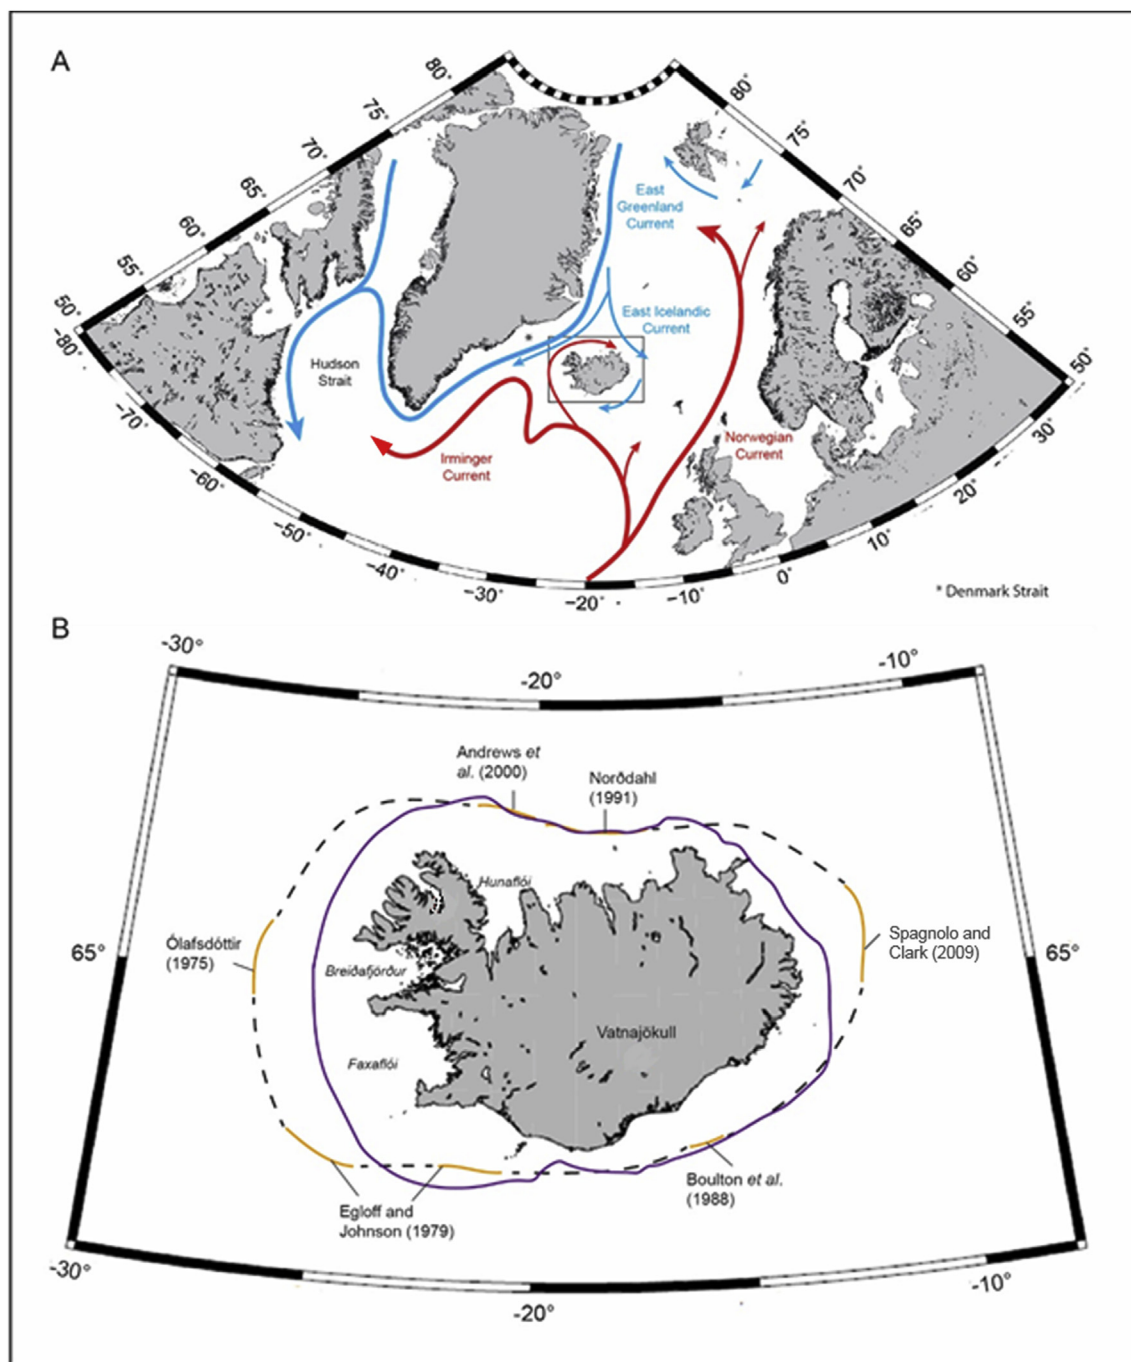 A
80°
75°
70°
65°
60°
55°
50°
-80°
-70°
-60°
-50°
-40°
-30°
-20°
-10°
0°
10°
20°
30°
50°
55°
60°
65°
70°
75°
80°
East
Greenland
Current
East Icelandic
Current
Hudson
Strait
Irminger
Current
Norwegian
Current
*
* Denmark Strait
B
-30°
-20°
-10°
Andrews et
al. (2000)
Norðdahl
(1991)
Hunaflói
Ólafsdóttir
(1975)
65°
Breiðafjórður
Spagnolo and
Clark (2009)
65°
Vatnajökull
Faxaflói
Boulton et al.
(1988)
Egloff and
Johnson (1979)
-30°
-20°
-10°